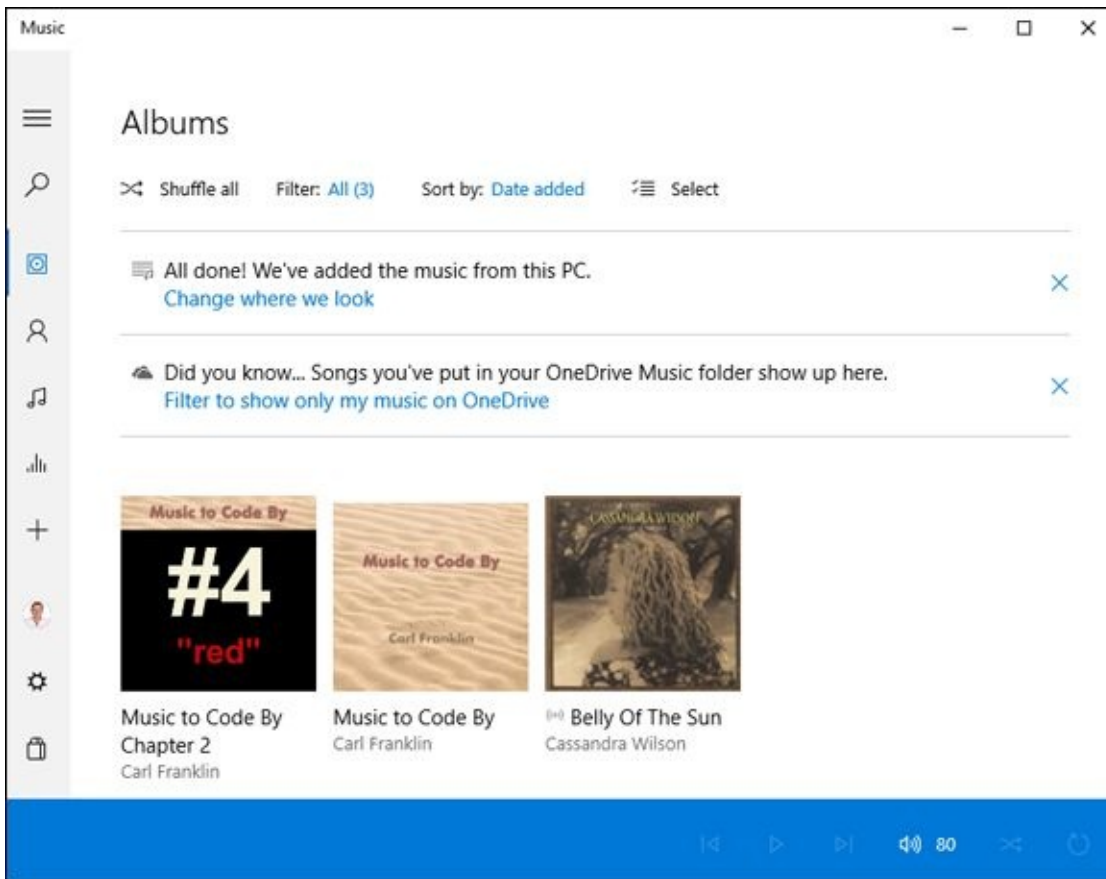 Music
Albums
Shuffle all Filter: All (3) Sort by: Date added Select
All done! We've added the music from this PC.
Change where we look
Did you know... Songs you've put in your OneDrive Music folder show up here.
Filter to show only my music on OneDrive
Music to Code By
#4
"red"
Music to Code By
Carl Franklin
CASSANDRA WILSON
Music to Code By
Chapter 2
Carl Franklin
Music to Code By
Carl Franklin
Belly Of The Sun
Cassandra Wilson
80